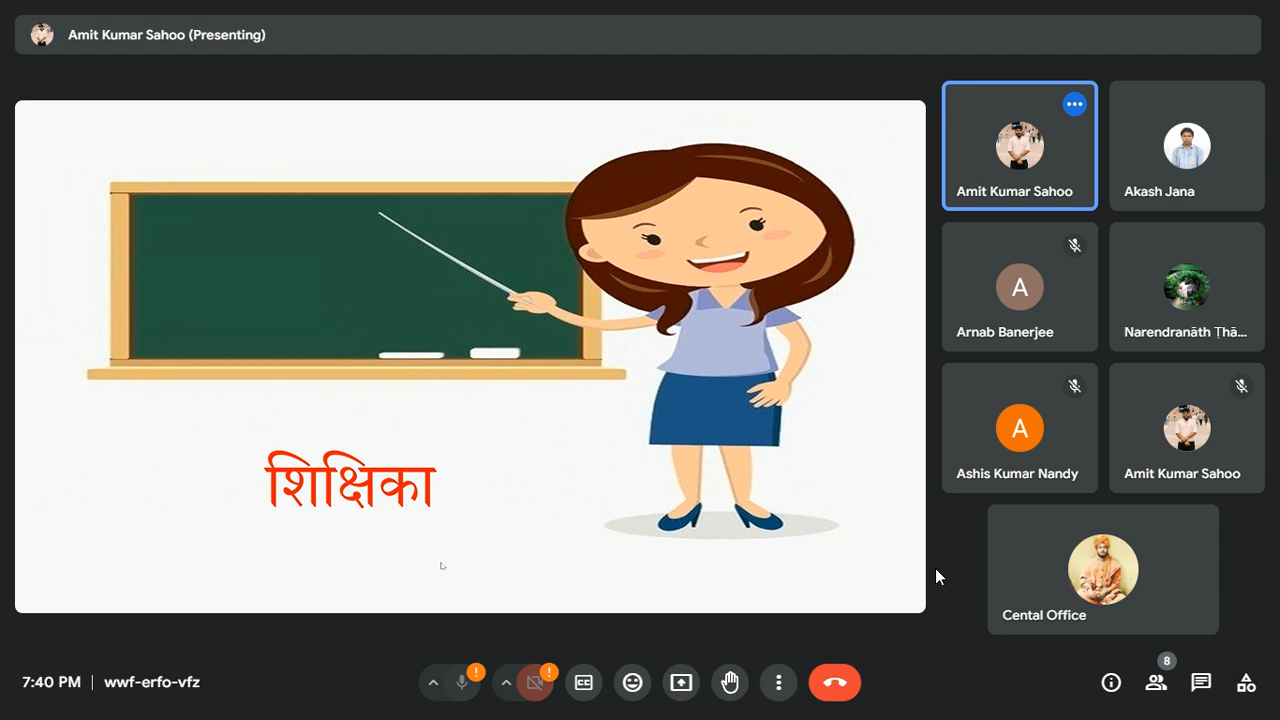 Amit Kumar Sahoo (Presenting)
शिक्षिका
Amit Kumar Sahoo
Akash Jana
A
Arnab Banerjee
Narendranāth Ṭhā...
A
Ashis Kumar Nandy
Amit Kumar Sahoo
Cental Office
7:40 PM | wwf-erfo-vfz
CC
8